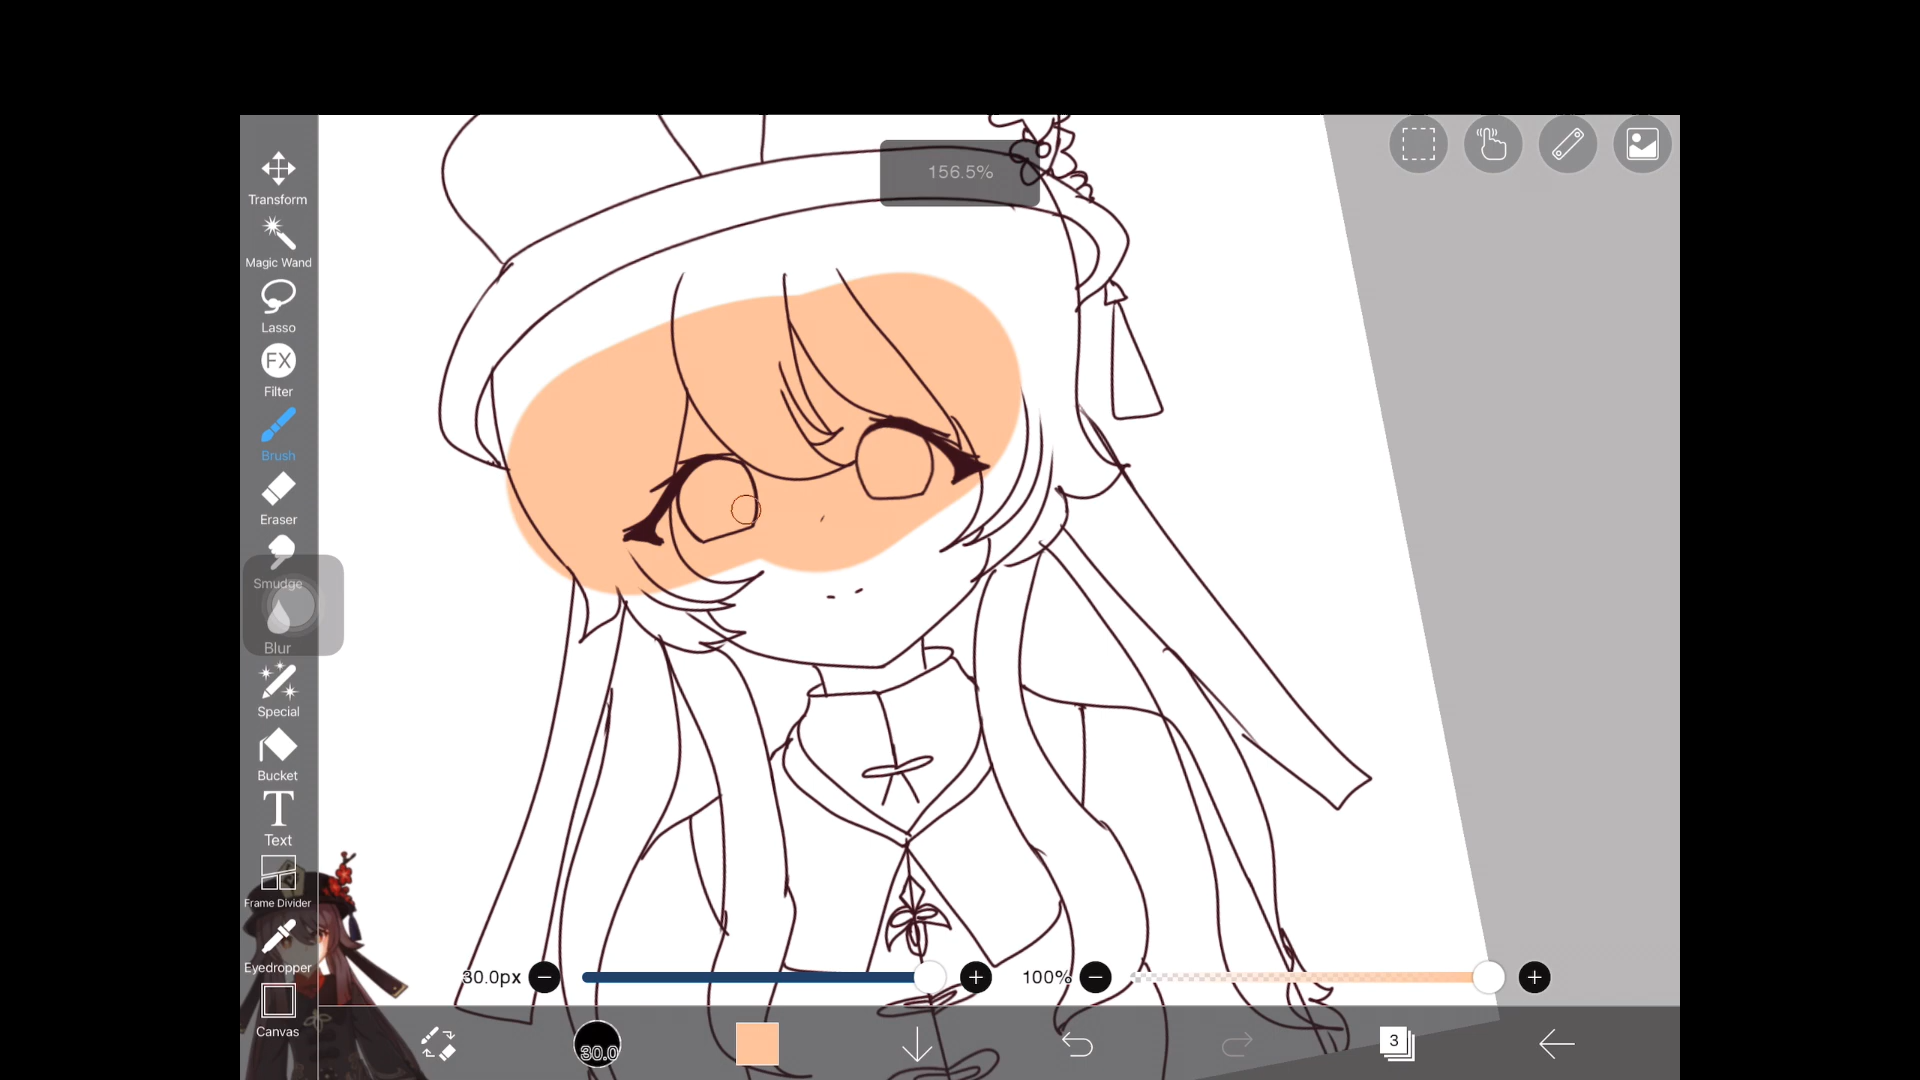 156.5%
Transform
Magic Wand
Lasso
FX
Filter
Brush
Eraser
Smudge
Blur
Special
Bucket
T
Text
Frame Divider
Eyedropper
Canvas
30.0px
100%
30.0
3